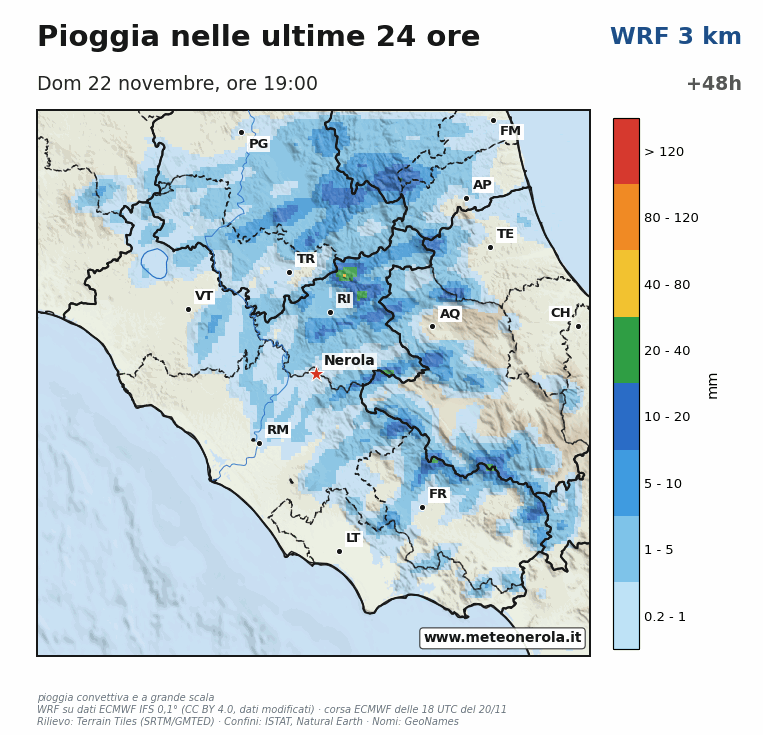 Pioggia nelle ultime 24 ore
WRF 3 km
Dom 22 novembre, ore 19:00
+48h
FM
PG
AP
TE
TR
VT
RI
AQ
CH
Nerola
RM
FR
LT
www.meteonerola.it
> 120
80 - 120
40 - 80
20 - 40
10 - 20
5 - 10
1 - 5
0.2 - 1
mm
pioggia convettiva e a grande scala
WRF su dati ECMWF IFS 0,1° (CC BY 4.0, dati modificati) · corsa ECMWF delle 18 UTC del 20/11
Rilievo: Terrain Tiles (SRTM/GMTED) · Confini: ISTAT, Natural Earth · Nomi: GeoNames